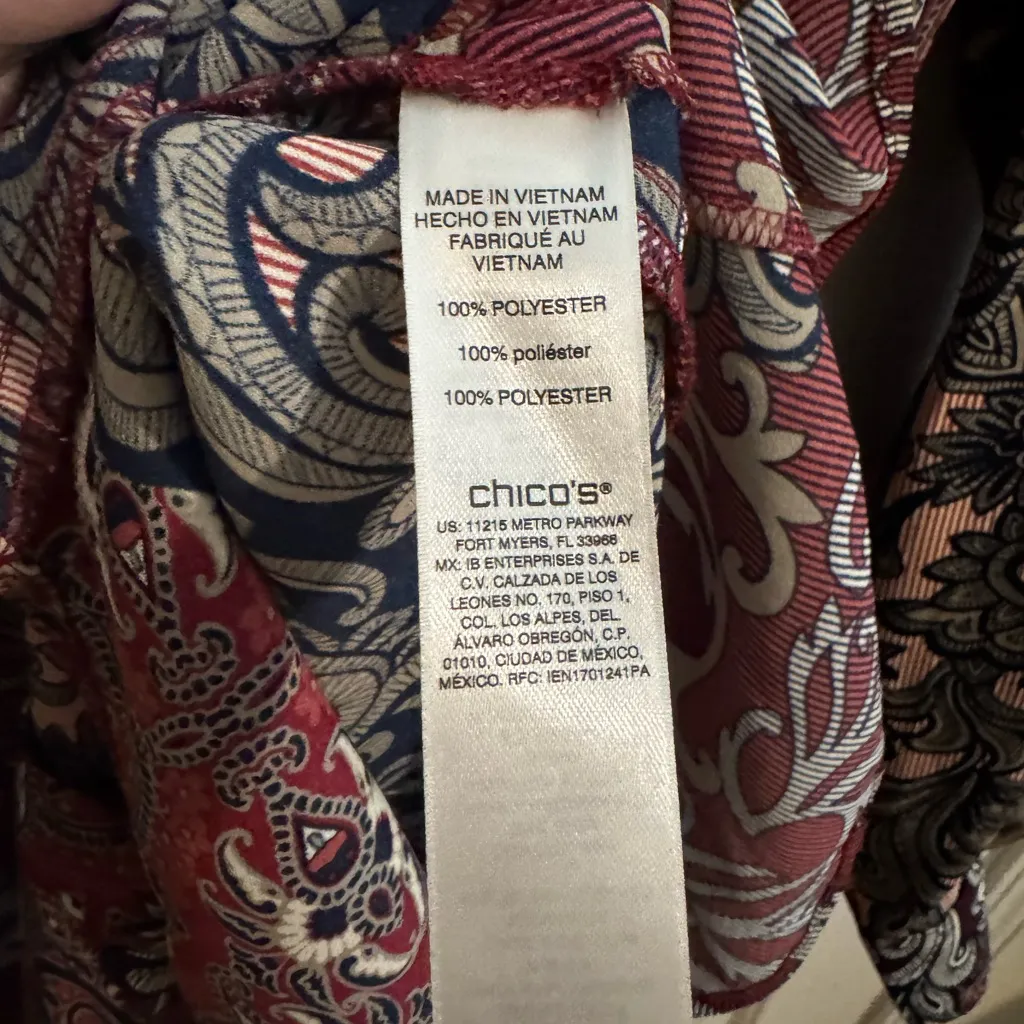 MADE IN VIETNAM
HECHO EN VIETNAM
FABRIQUÉ AU
VIETNAM
100% POLYESTER
100% poliéster
100% POLYESTER
chico's®
US: 11215 METRO PARKWAY
FORT MYERS, FL 33966
MX: IB ENTERPRISES S.A. DE
C.V. CALZADA DE LOS
LEONES NO. 170, PISO 1,
COL. LOS ALPES, DEL
ÁLVARO OBREGÓN, C.P.
01010, CIUDAD DE MÉXICO,
MÉXICO. RFC: IEN1701241PA